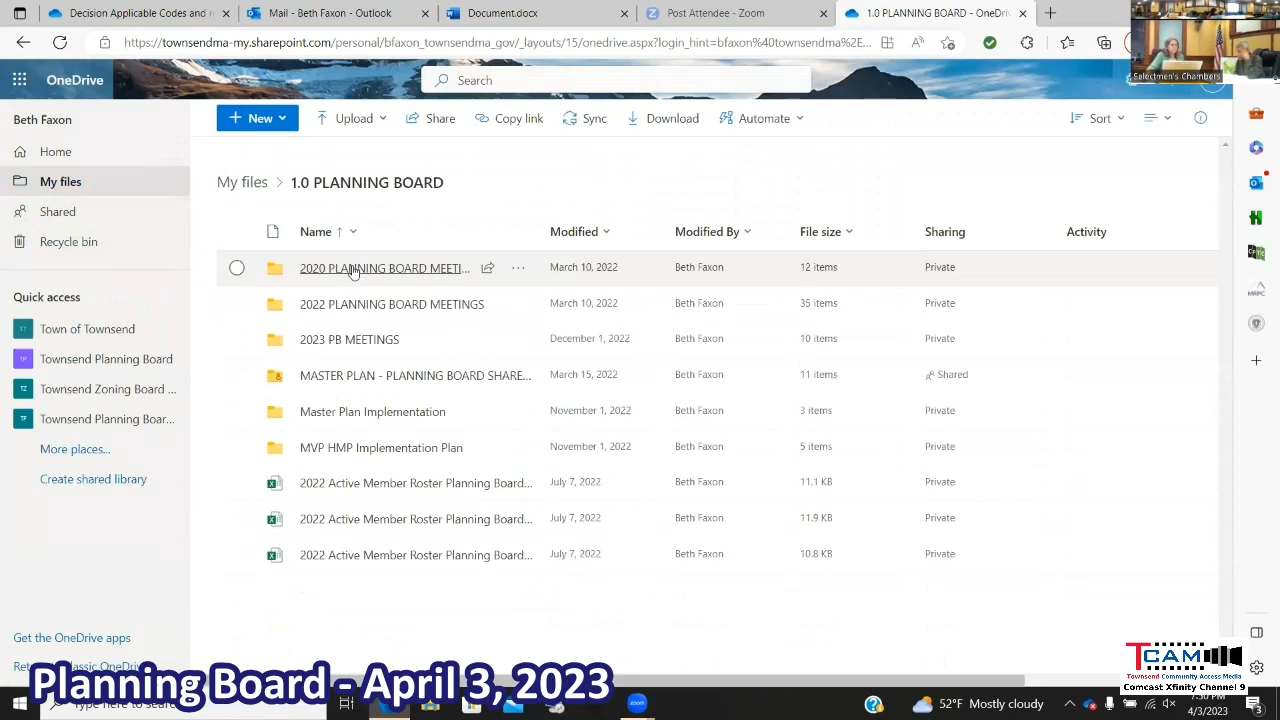 Decision Applicable Codes and r
Mail - Beth Faxon - Outlook
Document.docx
Post Attendee - Zoom
1.0 PLANNING BOARD - OneDriv
https://townsendma-my.sharepoint.com/personal/bfaxon_townsendma_gov/_layouts/15/onedrive.aspx?login_hint=bfaxon%40townsendma%2E...
Selectmen's Chambers
OneDrive
Search
New
Upload
Share
Copy link
Sync
Download
Automate
Sort
Beth Faxon
Home
My files
Shared
Recycle bin
Quick access
Town of Townsend
TP Townsend Planning Board
TZ Townsend Zoning Board ...
TP Townsend Planning Boar...
More places...
Create shared library
Get the OneDrive apps
My files > 1.0 PLANNING BOARD
Name Modified Modified By File size Sharing Activity
2020 PLANNING BOARD MEETI... March 10, 2022 Beth Faxon 12 items Private
2022 PLANNING BOARD MEETINGS March 10, 2022 Beth Faxon 35 items Private
2023 PB MEETINGS December 1, 2022 Beth Faxon 10 items Private
MASTER PLAN - PLANNING BOARD SHARE... March 15, 2022 Beth Faxon 11 items Shared
Master Plan Implementation November 1, 2022 Beth Faxon 3 items Private
MVP HMP Implementation Plan November 1, 2022 Beth Faxon 5 items Private
2022 Active Member Roster Planning Board... July 7, 2022 Beth Faxon 11.1 KB Private
2022 Active Member Roster Planning Board... July 7, 2022 Beth Faxon 11.9 KB Private
2022 Active Member Roster Planning Board... July 7, 2022 Beth Faxon 10.8 KB Private
MRPC
Planning Board - April 3, 2023
TCAM
Townsend Community Access Media
Comcast Xfinity Channel 9
zoom
52°F Mostly cloudy
4/3/2023
3